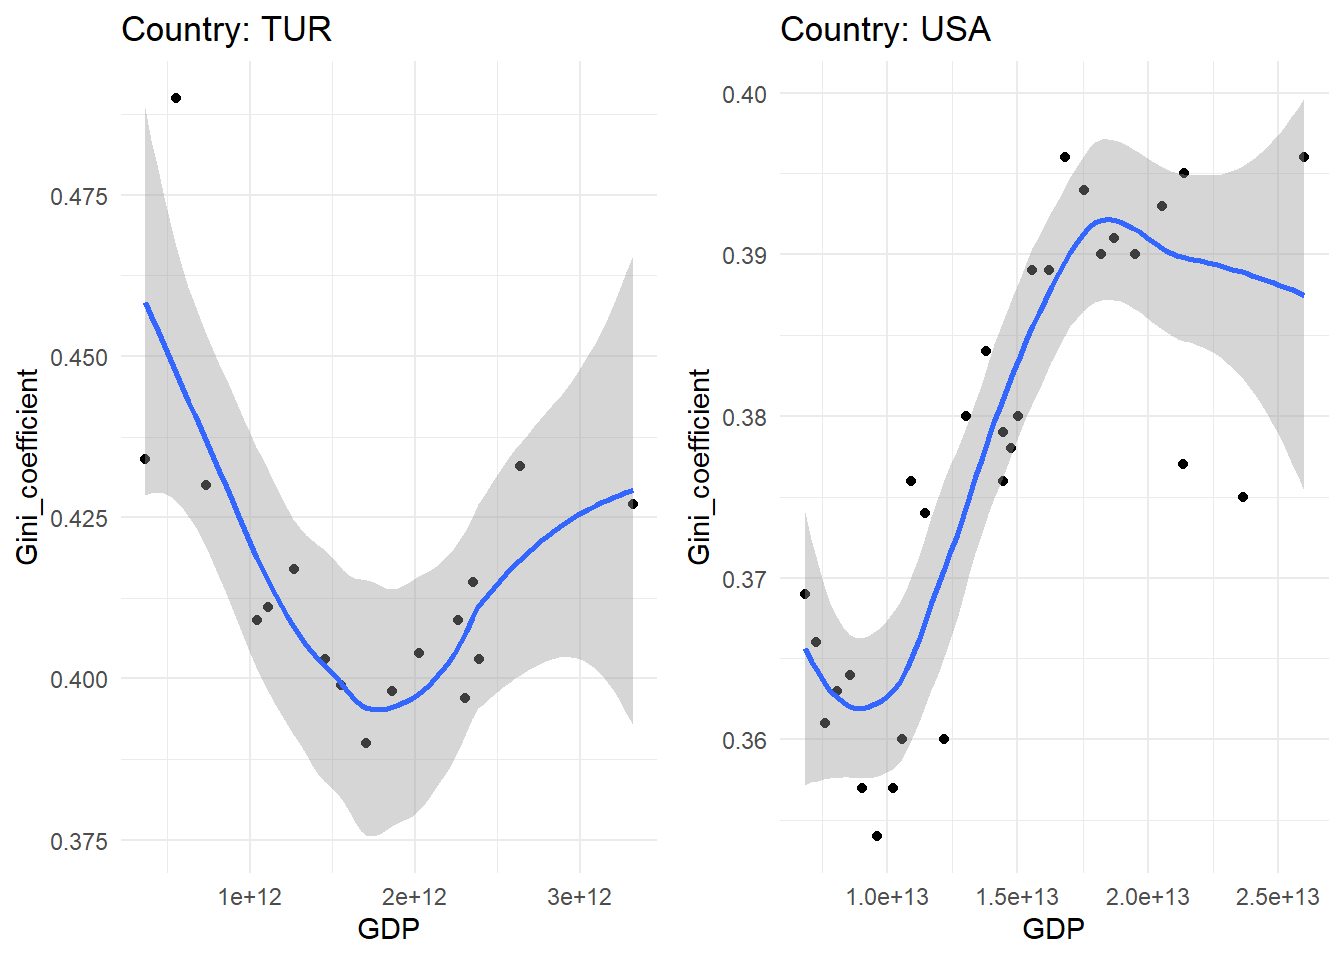 Country: TUR
Gini_coefficient
0.475
0.450
0.425
0.400
0.375
1e+12 2e+12 3e+12
GDP
Country: USA
Gini_coefficient
0.40
0.39
0.38
0.37
0.36
1.0e+13 1.5e+13 2.0e+13 2.5e+13
GDP